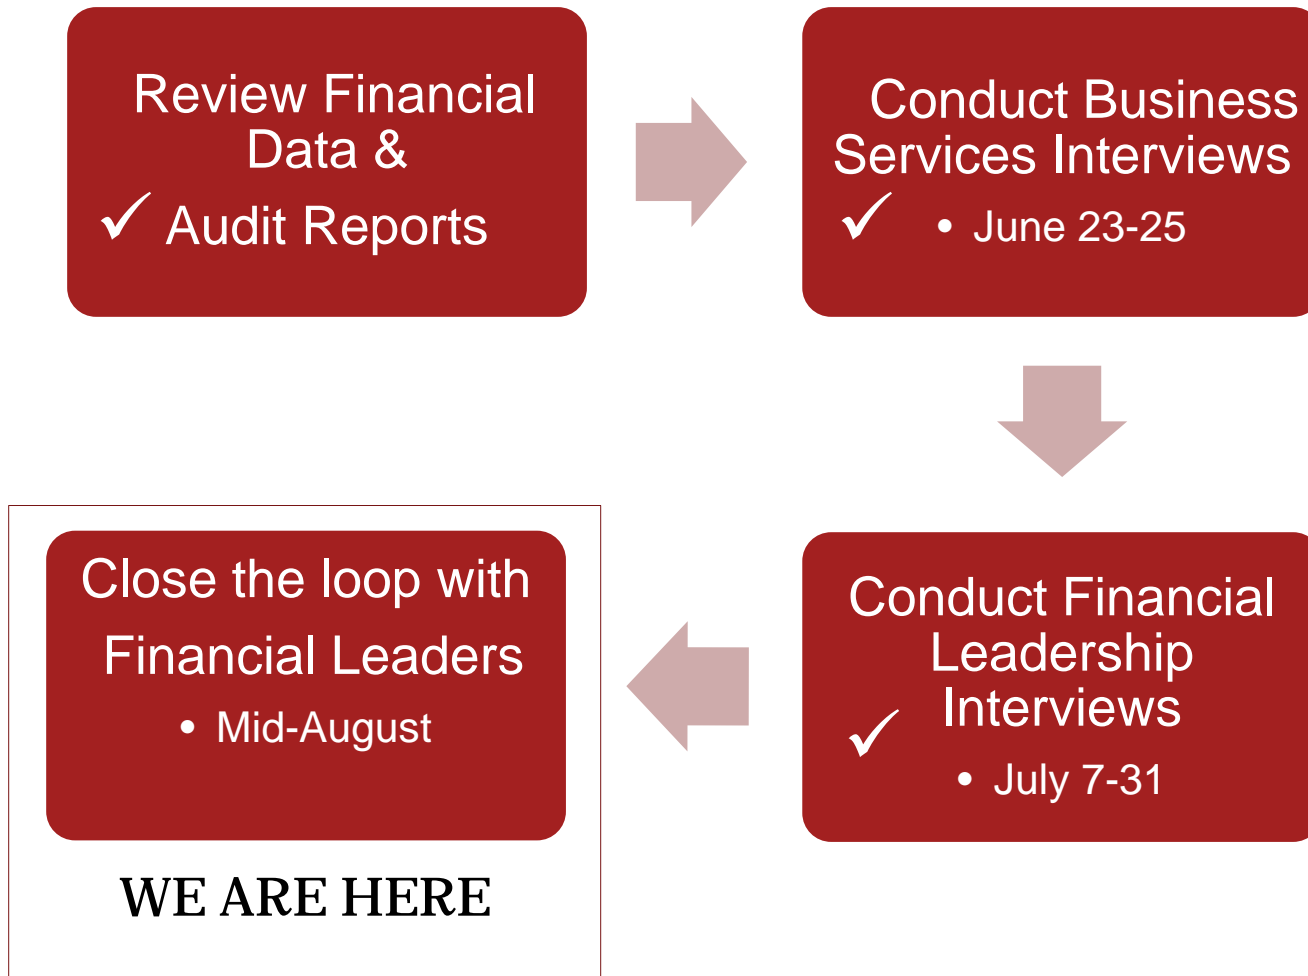 Review Financial
Data &
✓ Audit Reports
Conduct Business
Services Interviews
✓ • June 23-25
Conduct Financial
Leadership
Interviews
✓
• July 7-31
Close the loop with
Financial Leaders
• Mid-August
WE ARE HERE